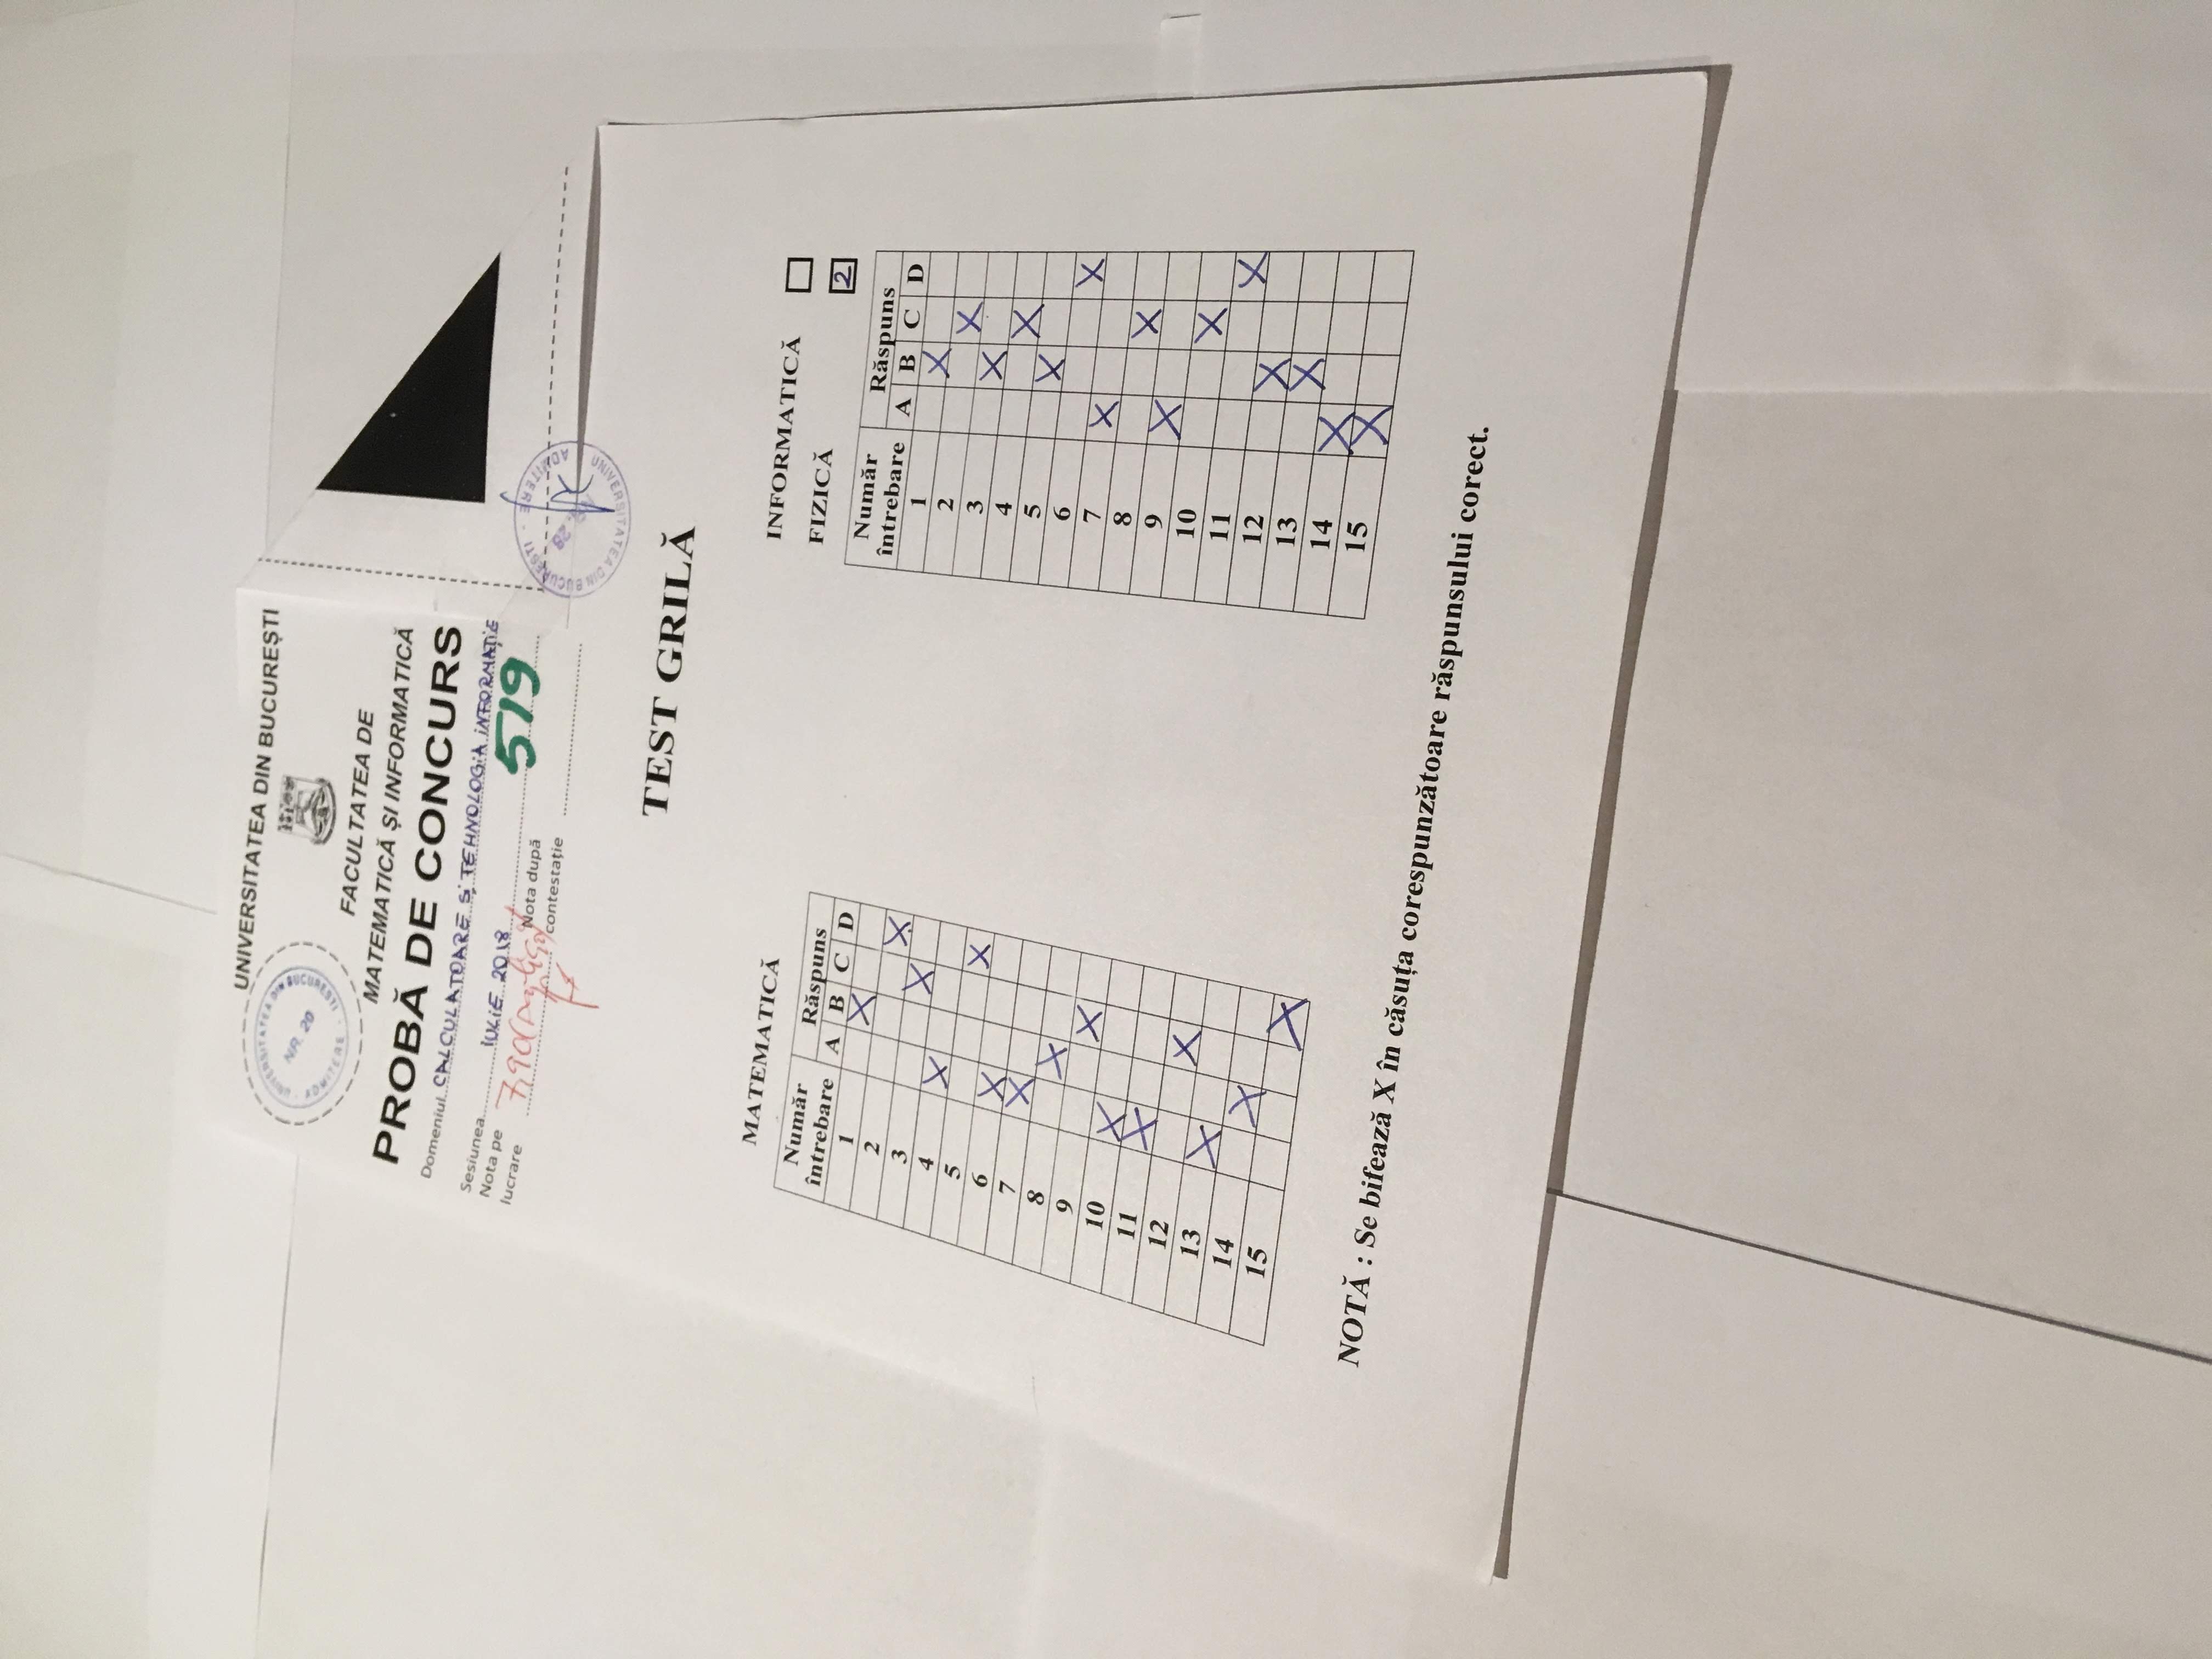 UNIVERSITATEA DIN BUCUREȘTI
UNIVERSITATEA DIN BUCUREȘTI · ADMITERE ·
NR. 20
FACULTATEA DE
MATEMATICĂ ȘI INFORMATICĂ
PROBĂ DE CONCURS
Domeniul CALCULATOARE ȘI TEHNOLOGIA INFORMAȚIE
Sesiunea IULIE 2018
519
Nota pe lucrare 7,90
Nota după contestație
UNIVERSITATEA DIN BUCUREȘTI · ADMITERE
28
TEST GRILĂ
MATEMATICĂ
Număr întrebare Răspuns
A B C D
1 X
2 X
3 X
4 X
5 X
6 X
7 X
8 X
9 X
10 X
11 X
12 X
13 X
14 X
15 X
INFORMATICĂ
FIZICĂ 2
Număr întrebare Răspuns
A B C D
1 X
2 X
3 X
4 X
5 X
6 X
7 X
8 X
9 X
10 X
11 X
12 X
13 X
14 X
15 X
NOTĂ : Se bifează X în căsuța corespunzătoare răspunsului corect.